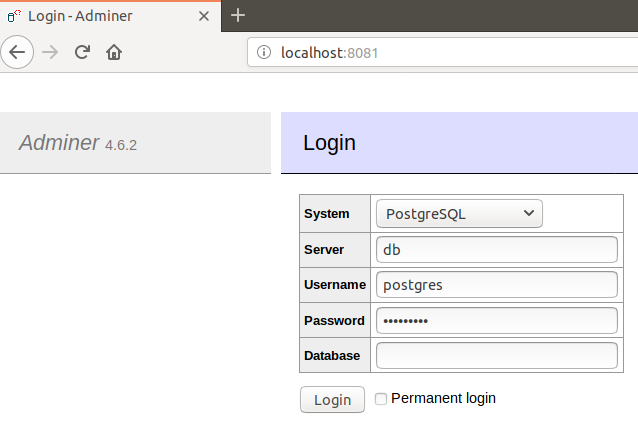 Login - Adminer
localhost:8081
Adminer 4.6.2
Login
System PostgreSQL
Server db
Username postgres
Password •••••••••
Database
Login Permanent login